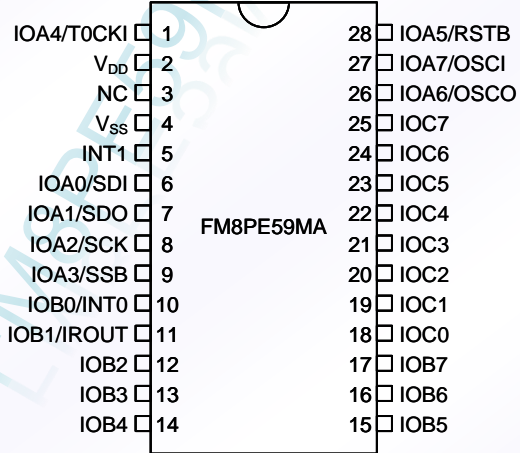 IOA4/T0CKI 1 28 IOA5/RSTB
VDD 2 27 IOA7/OSCI
NC 3 26 IOA6/OSCO
VSS 4 25 IOC7
INT1 5 24 IOC6
IOA0/SDI 6 23 IOC5
IOA1/SDO 7 22 IOC4
FM8PE59MA
IOA2/SCK 8 21 IOC3
IOA3/SSB 9 20 IOC2
IOB0/INT0 10 19 IOC1
IOB1/IROUT 11 18 IOC0
IOB2 12 17 IOB7
IOB3 13 16 IOB6
IOB4 14 15 IOB5